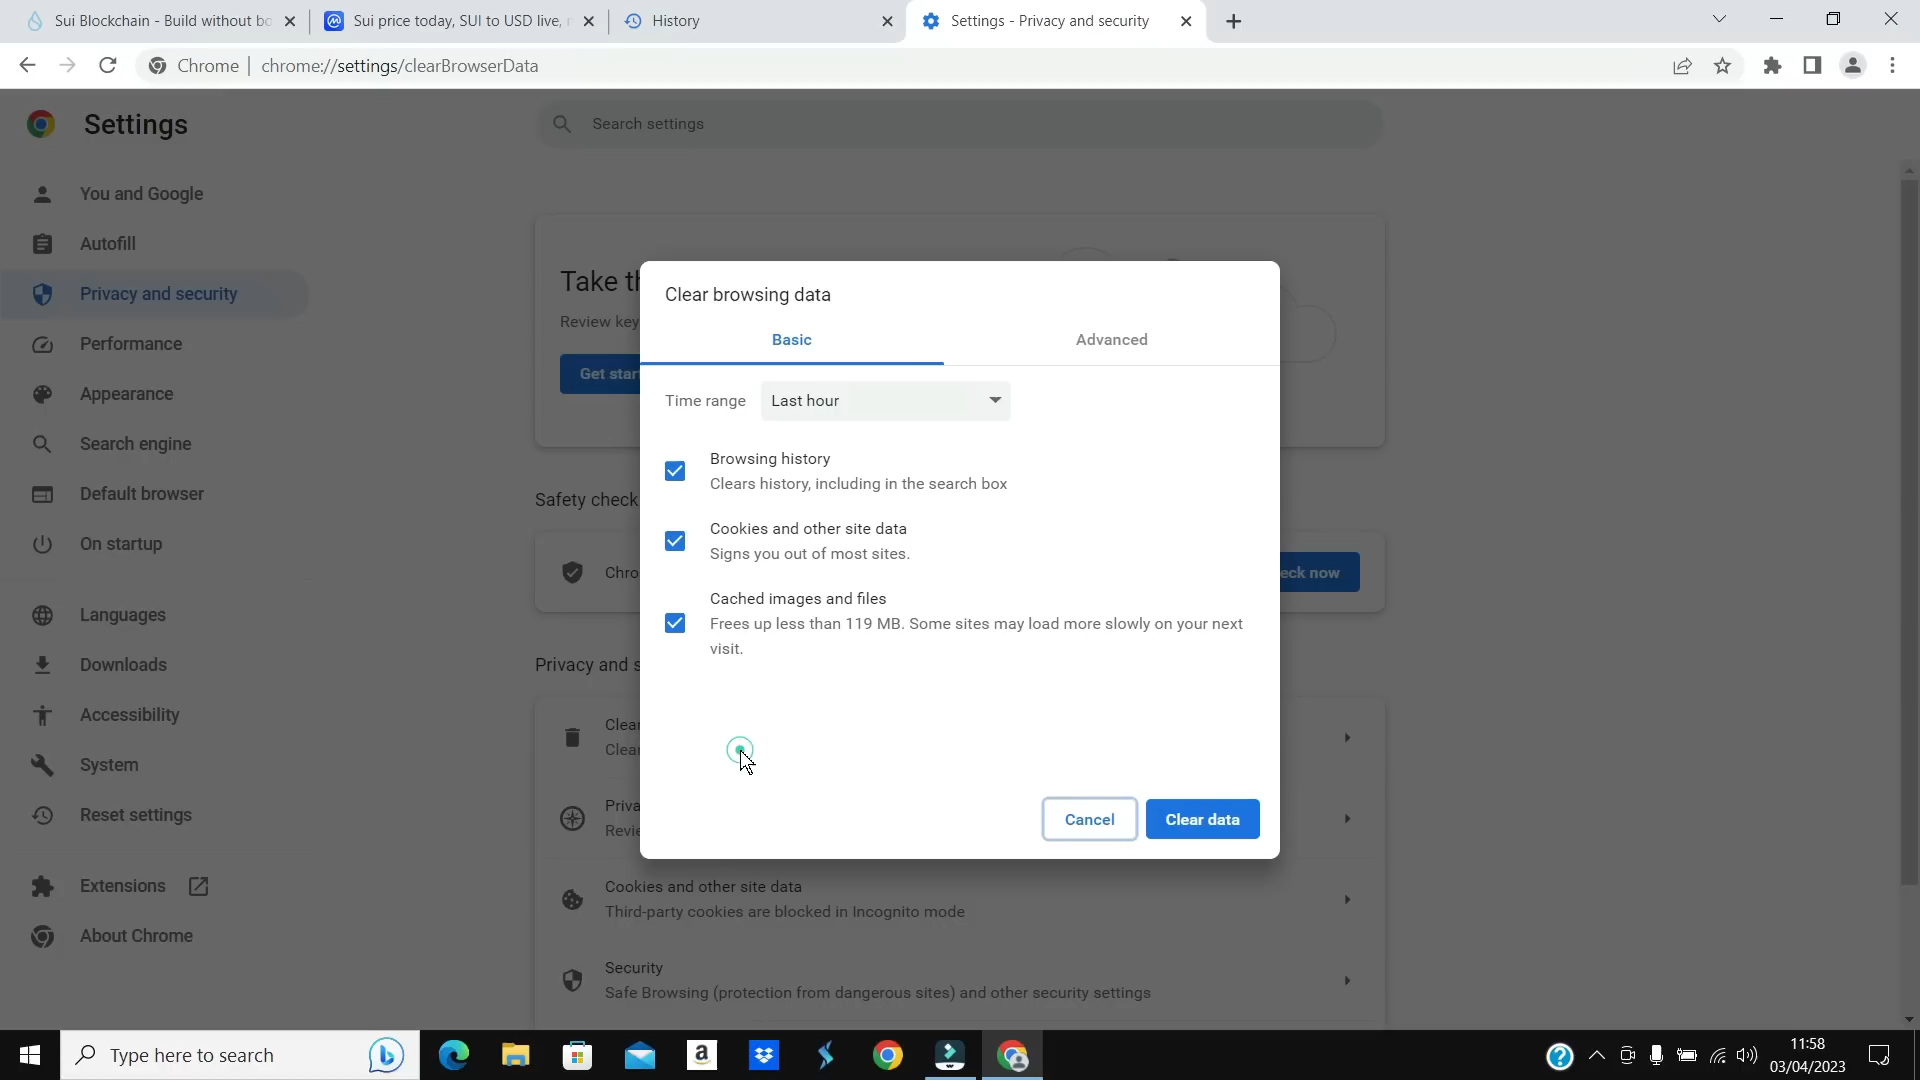 Sui Blockchain - Build without bo
Sui price today, SUI to USD live,
History
Settings - Privacy and security
Chrome
chrome://settings/clearBrowserData
Settings
Search settings
You and Google
Autofill
Privacy and security
Performance
Appearance
Search engine
Default browser
On startup
Languages
Downloads
Accessibility
System
Reset settings
Extensions
About Chrome
Take th
Review key
Get star
Safety check
Chro
eck now
Privacy and s
Clear
Clear
Priva
Revie
Cookies and other site data
Third-party cookies are blocked in Incognito mode
Security
Safe Browsing (protection from dangerous sites) and other security settings
Clear browsing data
Basic
Advanced
Time range
Last hour
Browsing history
Clears history, including in the search box
Cookies and other site data
Signs you out of most sites.
Cached images and files
Frees up less than 119 MB. Some sites may load more slowly on your next
visit.
Cancel
Clear data
Type here to search
11:58
03/04/2023